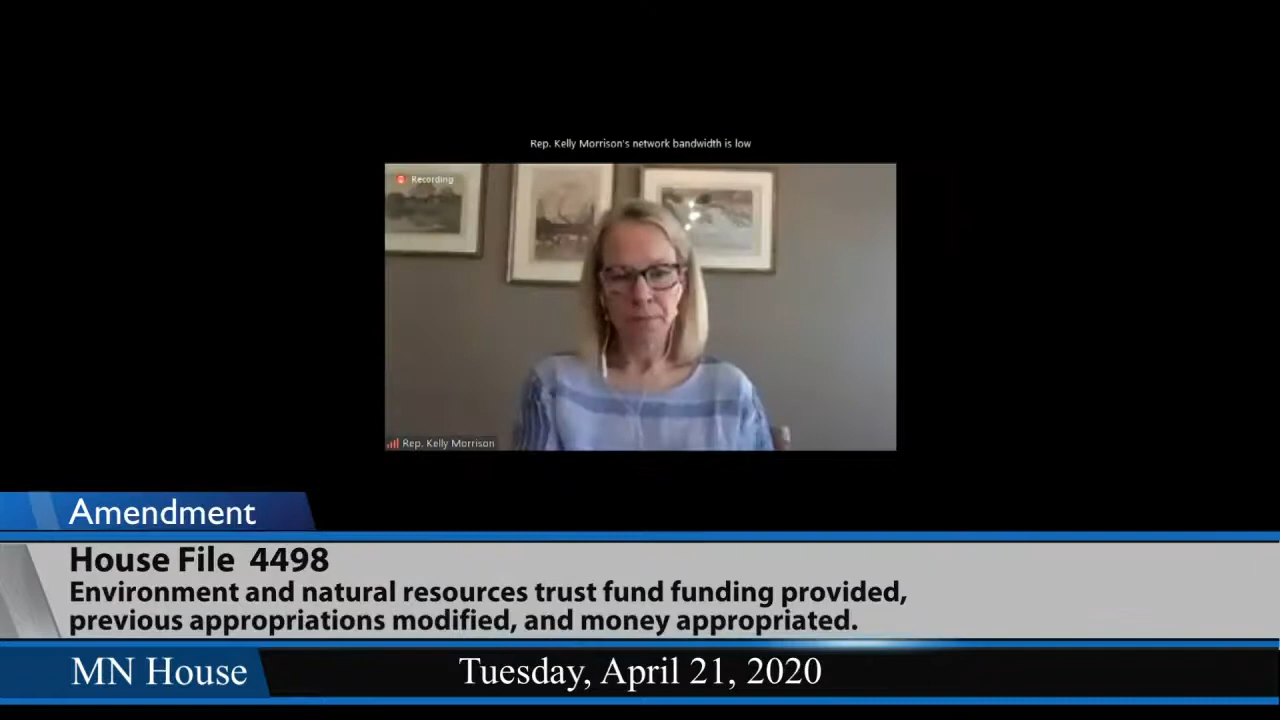 Rep. Kelly Morrison's network bandwidth is low
Recording
Rep. Kelly Morrison
Amendment
House File 4498
Environment and natural resources trust fund funding provided,
previous appropriations modified, and money appropriated.
MN House
Tuesday, April 21, 2020